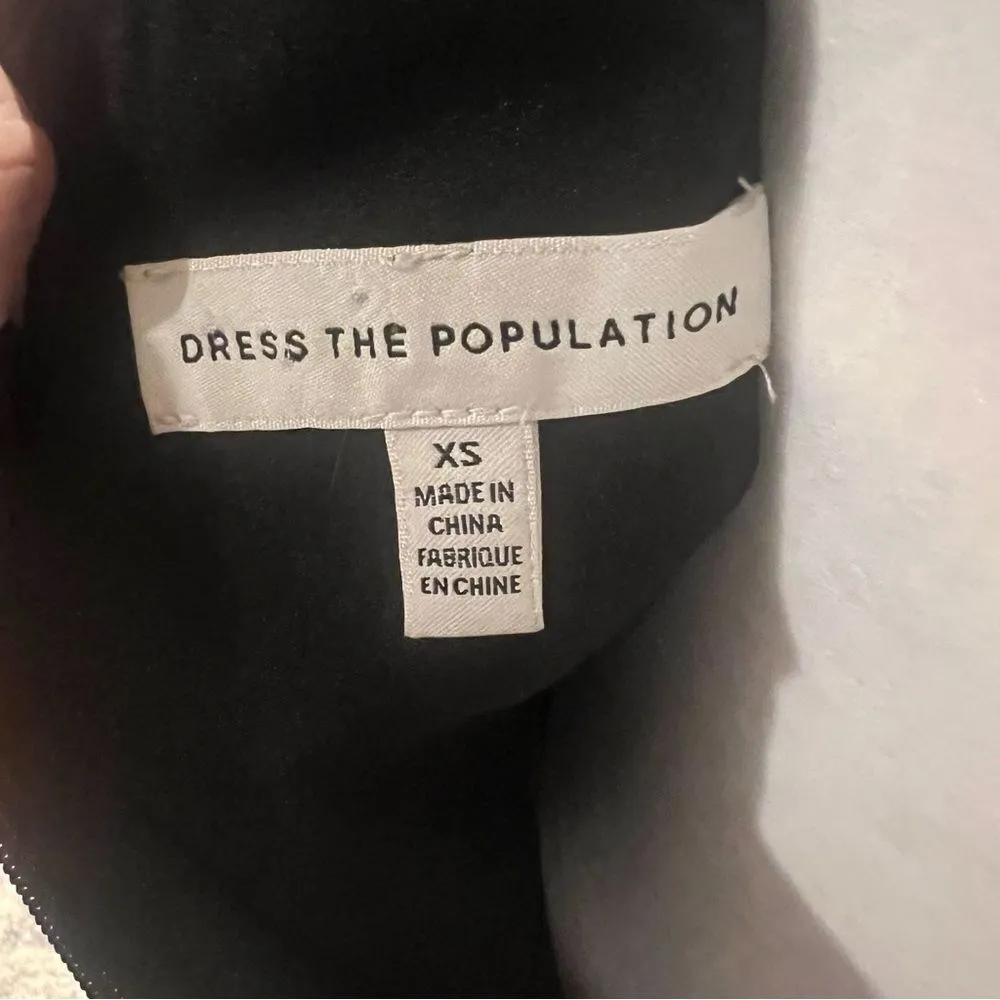 DRESS THE POPULATION
XS
MADE IN
CHINA
FABRIQUE
EN CHINE